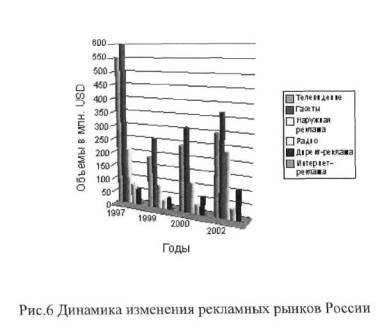 600
550
500
450
400
350
300
250
200
150
100
50
0
Объемы в млн. USD
1997 1999 2000 2002
Годы
Телевидение
Газеты
Наружная
реклама
Радио
Директ-реклама
Интернет-
реклама
Рис.6 Динамика изменения рекламных рынков России